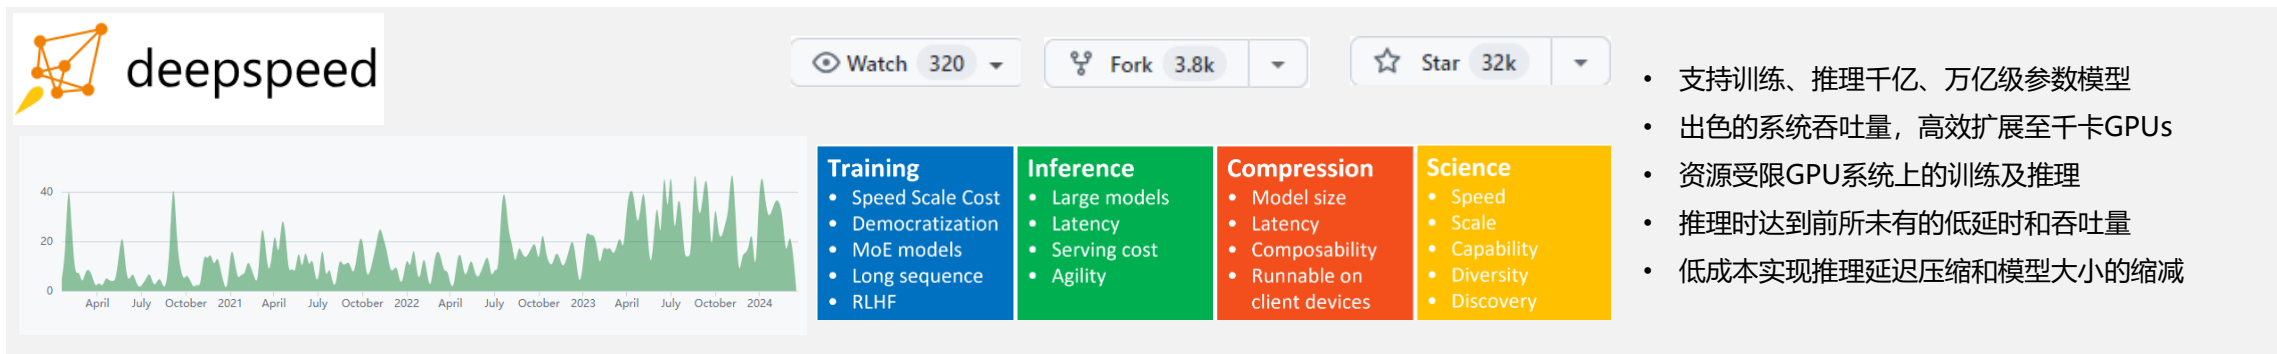 deepspeed
Watch 320
Fork 3.8k
Star 32k
40
20
0
April July October 2021 April July October 2022 April July October 2023 April July October 2024
Training
• Speed Scale Cost
• Democratization
• MoE models
• Long sequence
• RLHF
Inference
• Large models
• Latency
• Serving cost
• Agility
Compression
• Model size
• Latency
• Composability
• Runnable on
client devices
Science
• Speed
• Scale
• Capability
• Diversity
• Discovery
• 支持训练、推理千亿、万亿级参数模型
• 出色的系统吞吐量，高效扩展至千卡GPUs
• 资源受限GPU系统上的训练及推理
• 推理时达到前所未有的低延时和吞吐量
• 低成本实现推理延迟压缩和模型大小的缩减